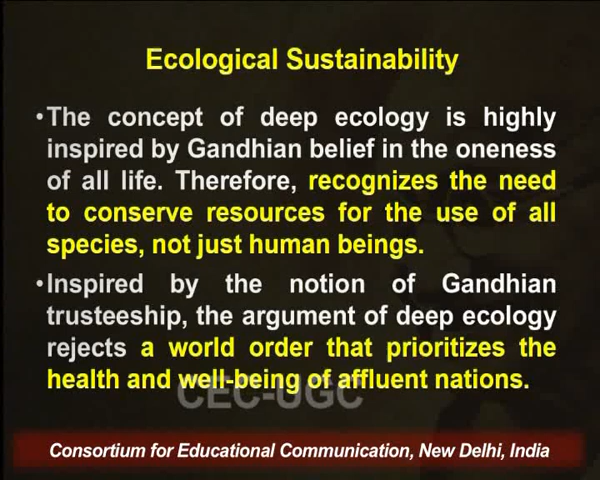 Ecological Sustainability
•The concept of deep ecology is highly
inspired by Gandhian belief in the oneness
of all life. Therefore, recognizes the need
to conserve resources for the use of all
species, not just human beings.
•Inspired by the notion of Gandhian
trusteeship, the argument of deep ecology
rejects a world order that prioritizes the
health and well-being of affluent nations.
CEC-UGC
Consortium for Educational Communication, New Delhi, India